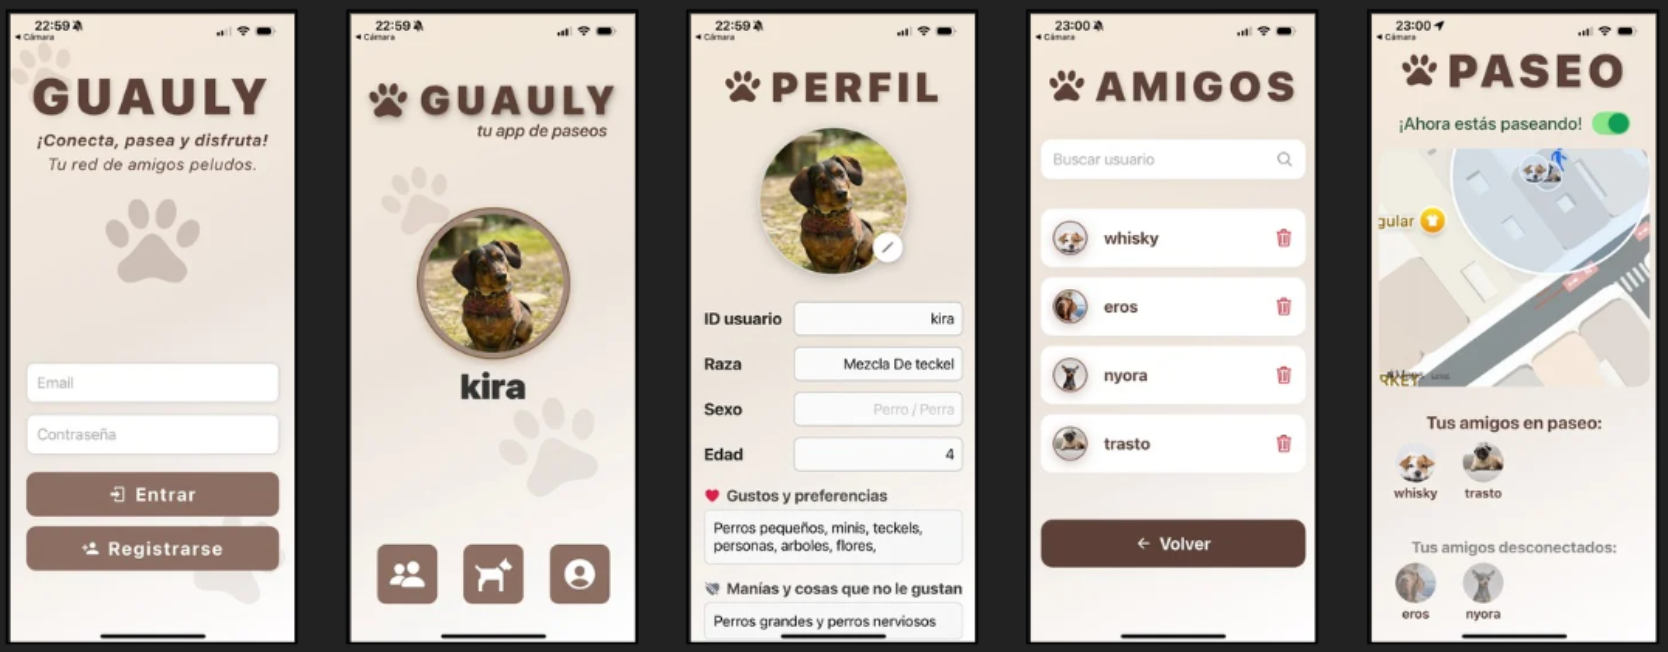 22:59
◀ Cámara
GUAULY
¡Conecta, pasea y disfruta!
Tu red de amigos peludos.
Email
Contraseña
Entrar
Registrarse
22:59
◀ Cámara
GUAULY
tu app de paseos
kira
22:59
◀ Cámara
PERFIL
ID usuario kira
Raza Mezcla De teckel
Sexo Perro / Perra
Edad 4
Gustos y preferencias
Perros pequeños, minis, teckels,
personas, arboles, flores,
Manías y cosas que no le gustan
Perros grandes y perros nerviosos
23:00
◀ Cámara
AMIGOS
Buscar usuario
whisky
eros
nyora
trasto
← Volver
23:00
◀ Cámara
PASEO
¡Ahora estás paseando!
gular
Tus amigos en paseo:
whisky trasto
Tus amigos desconectados:
eros nyora